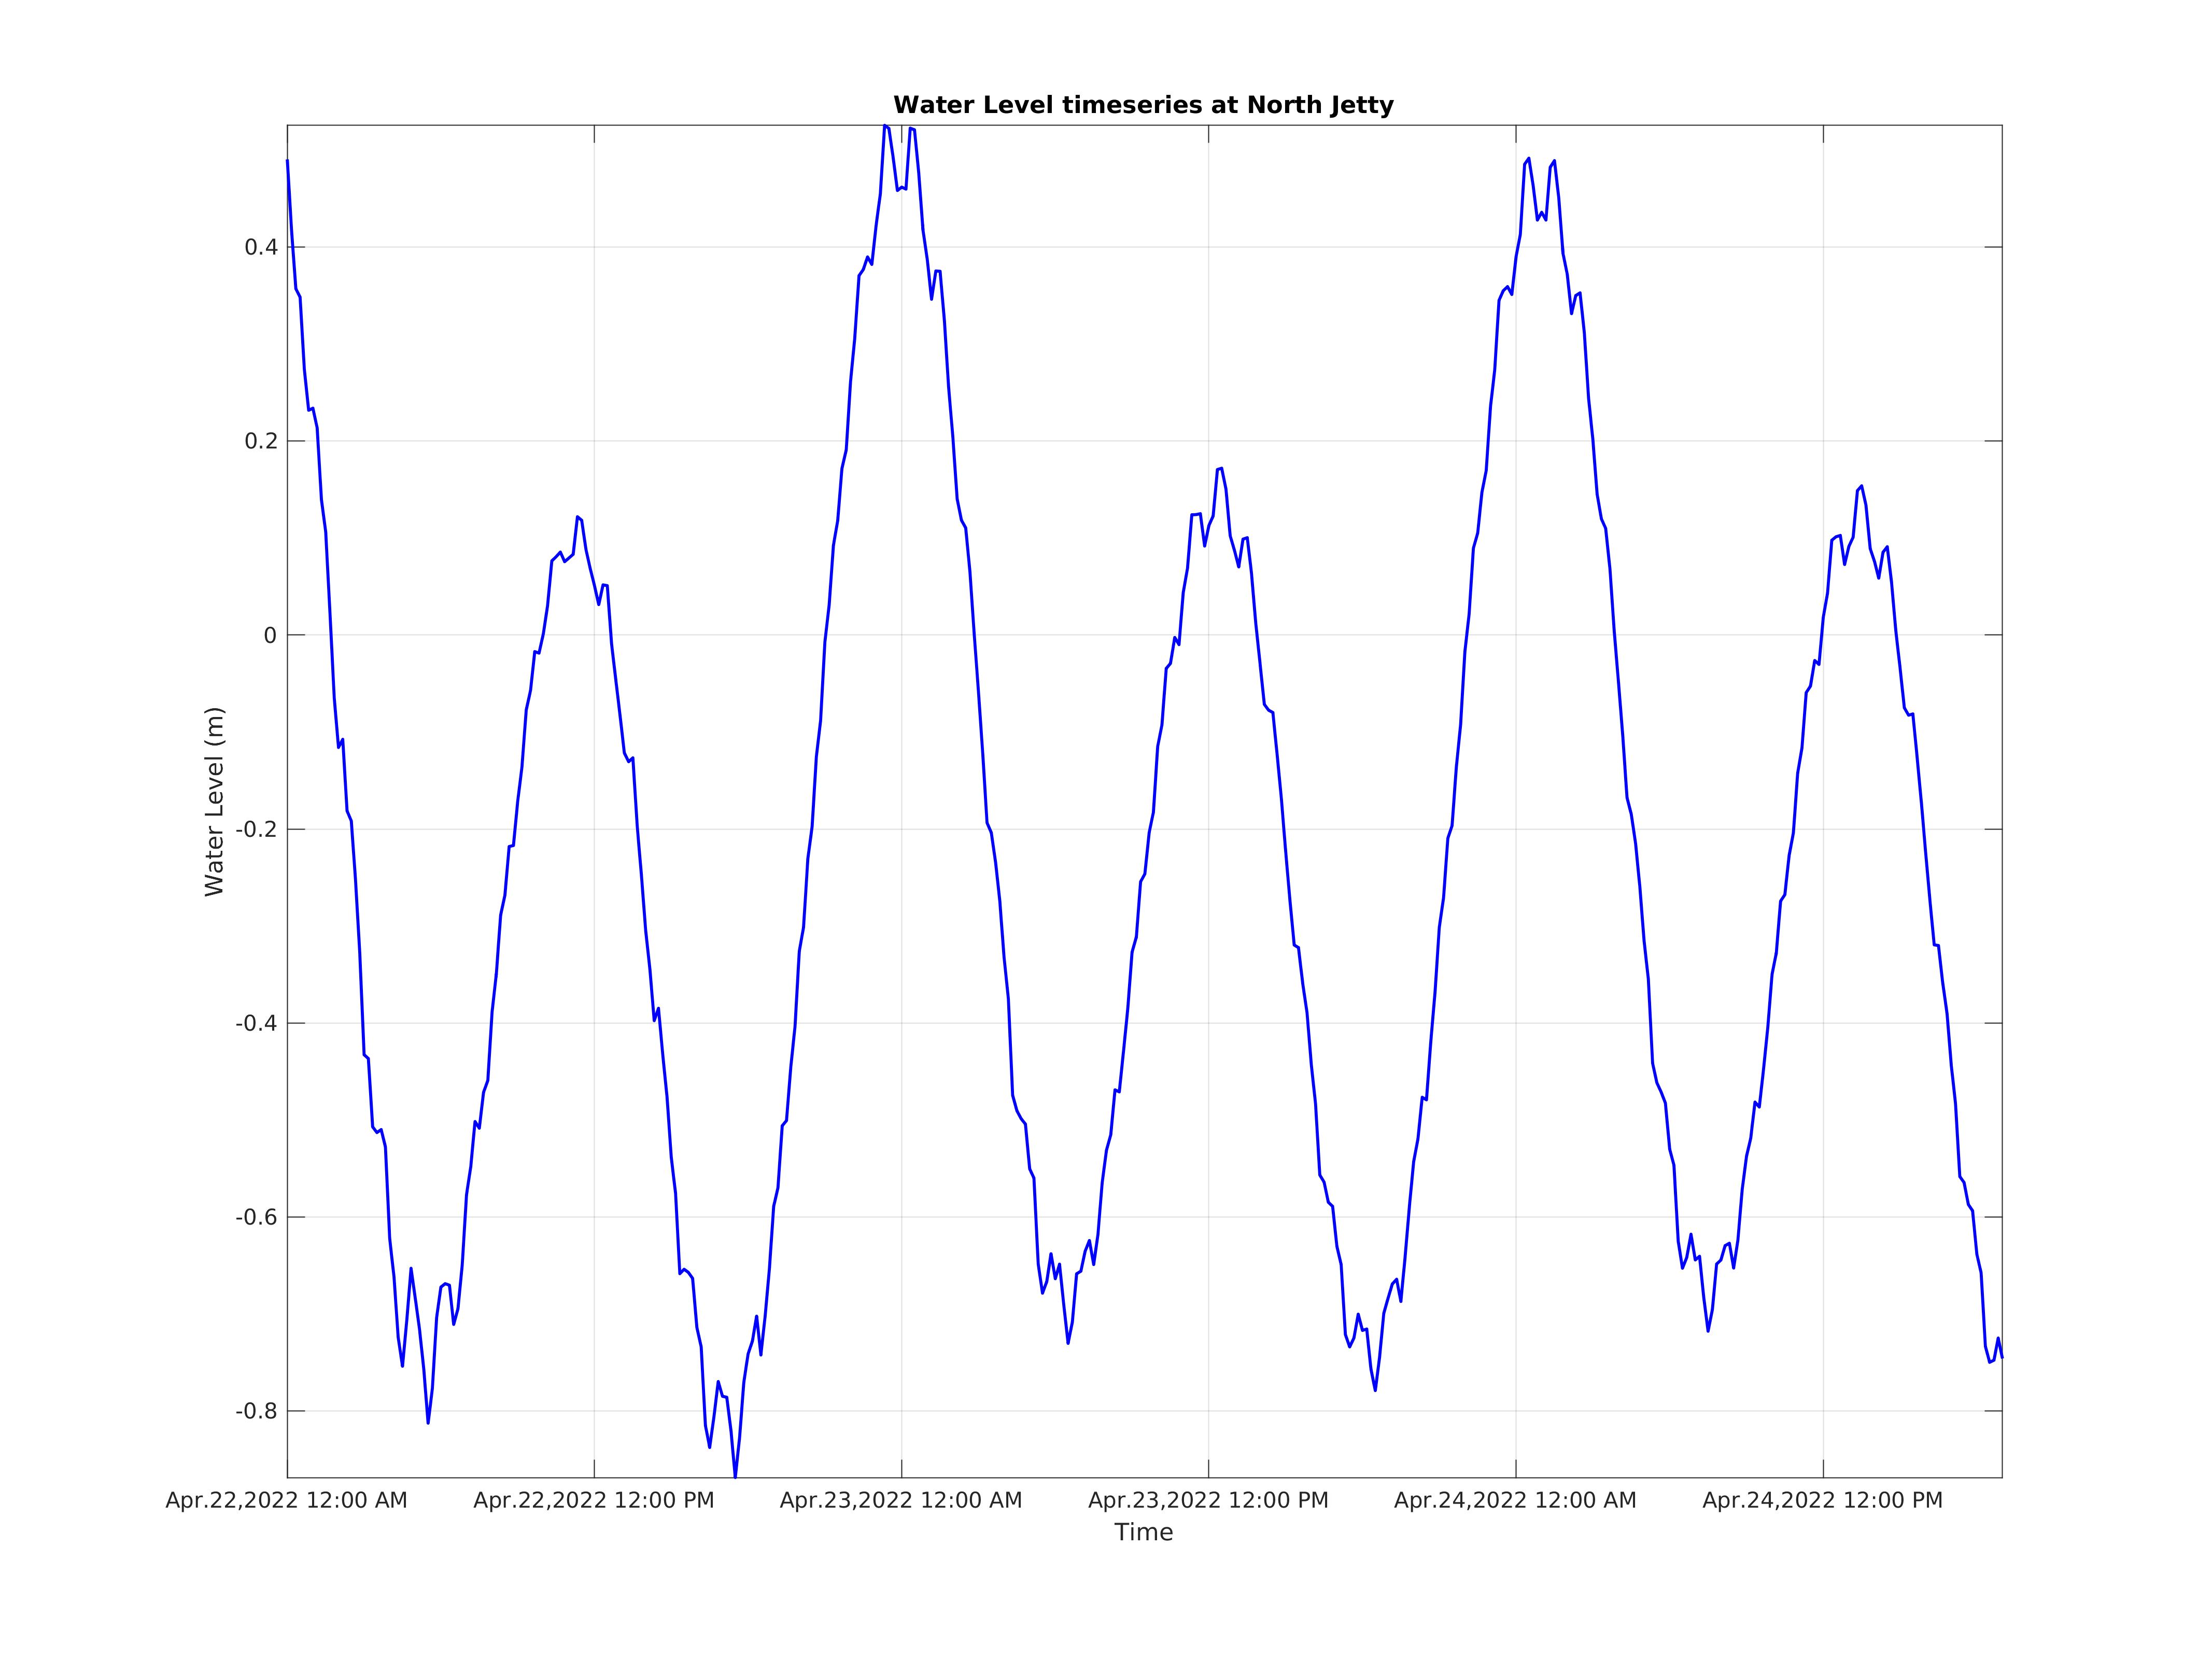 Water Level timeseries at North Jetty
0.4
0.2
0
-0.2
-0.4
-0.6
-0.8
Water Level (m)
Apr.22,2022 12:00 AM Apr.22,2022 12:00 PM Apr.23,2022 12:00 AM Apr.23,2022 12:00 PM Apr.24,2022 12:00 AM Apr.24,2022 12:00 PM
Time